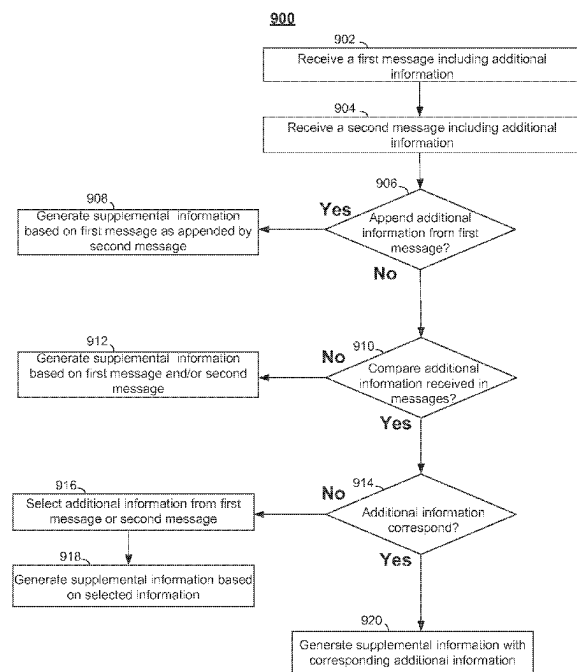 900
902
Receive a first message including additional
information
904
Receive a second message including additional
information
906
Append additional
information from first
message?
Yes
908
Generate supplemental information
based on first message as appended by
second message
No
910
Compare additional
information received in
messages?
No
912
Generate supplemental information
based on first message and/or second
message
Yes
914
Additional information
correspond?
No
916
Select additional information from first
message or second message
918
Generate supplemental information based
on selected information
Yes
920
Generate supplemental information with
corresponding additional information